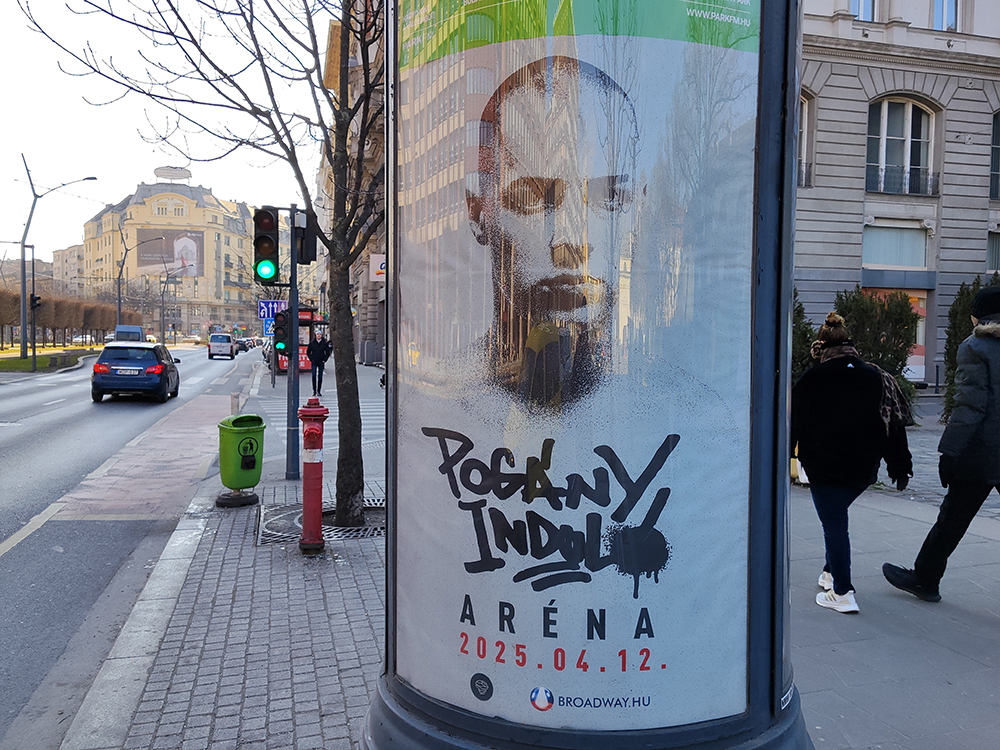 WWW.PARKFM.HU
POGÁNY
INDULÓ
ARÉNA
2025.04.12.
BROADWAY.HU